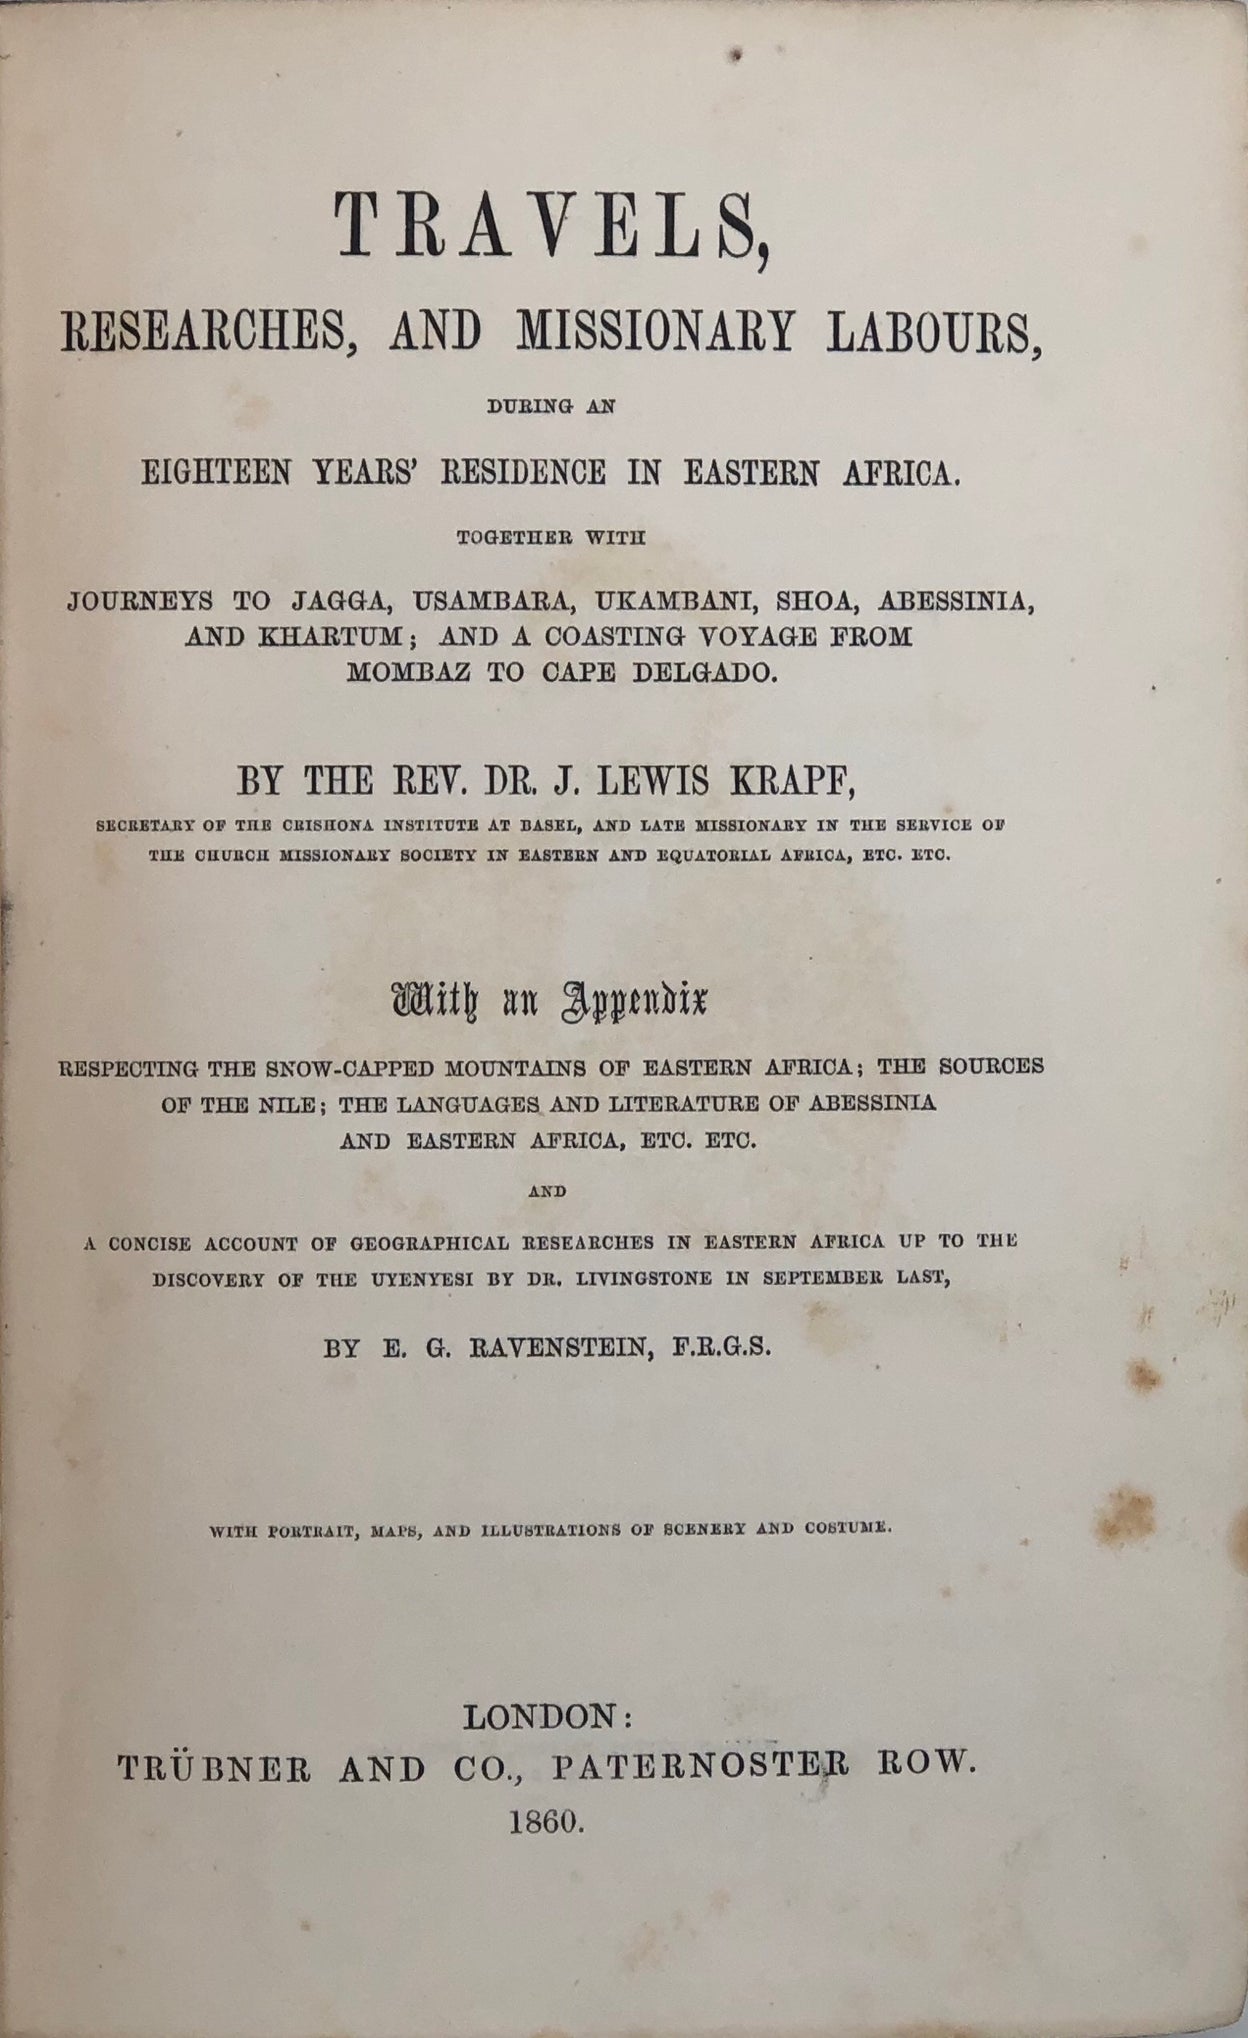 TRAVELS,
RESEARCHES, AND MISSIONARY LABOURS,
DURING AN
EIGHTEEN YEARS' RESIDENCE IN EASTERN AFRICA.
TOGETHER WITH
JOURNEYS TO JAGGA, USAMBARA, UKAMBANI, SHOA, ABESSINIA,
AND KHARTUM; AND A COASTING VOYAGE FROM
MOMBAZ TO CAPE DELGADO.
BY THE REV. DR. J. LEWIS KRAPF,
SECRETARY OF THE CRISHONA INSTITUTE AT BASEL, AND LATE MISSIONARY IN THE SERVICE OF
THE CHURCH MISSIONARY SOCIETY IN EASTERN AND EQUATORIAL AFRICA, ETC. ETC.
With an Appendix
RESPECTING THE SNOW-CAPPED MOUNTAINS OF EASTERN AFRICA; THE SOURCES
OF THE NILE; THE LANGUAGES AND LITERATURE OF ABESSINIA
AND EASTERN AFRICA, ETC. ETC.
AND
A CONCISE ACCOUNT OF GEOGRAPHICAL RESEARCHES IN EASTERN AFRICA UP TO THE
DISCOVERY OF THE UYENYESI BY DR. LIVINGSTONE IN SEPTEMBER LAST,
BY E. G. RAVENSTEIN, F.R.G.S.
WITH PORTRAIT, MAPS, AND ILLUSTRATIONS OF SCENERY AND COSTUME.
LONDON:
TRÜBNER AND CO., PATERNOSTER ROW.
1860.